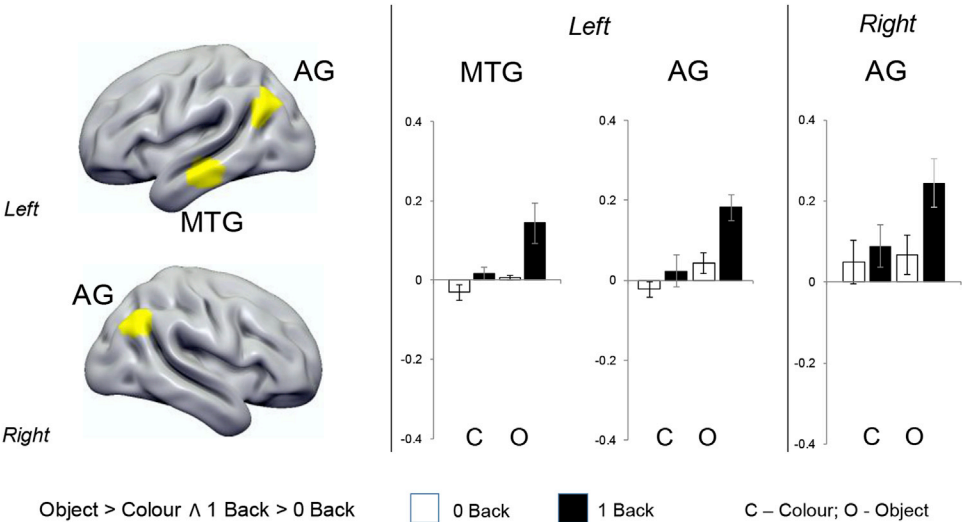 Left
Right
AG
MTG
AG
MTG
AG
AG
Left
0.4
0.2
0
-0.2
-0.4
C O
0.4
0.2
0
-0.2
-0.4
C O
0.4
0.2
0
-0.2
-0.4
C O
Right
Object > Colour ∧ 1 Back > 0 Back
0 Back
1 Back
C – Colour; O - Object